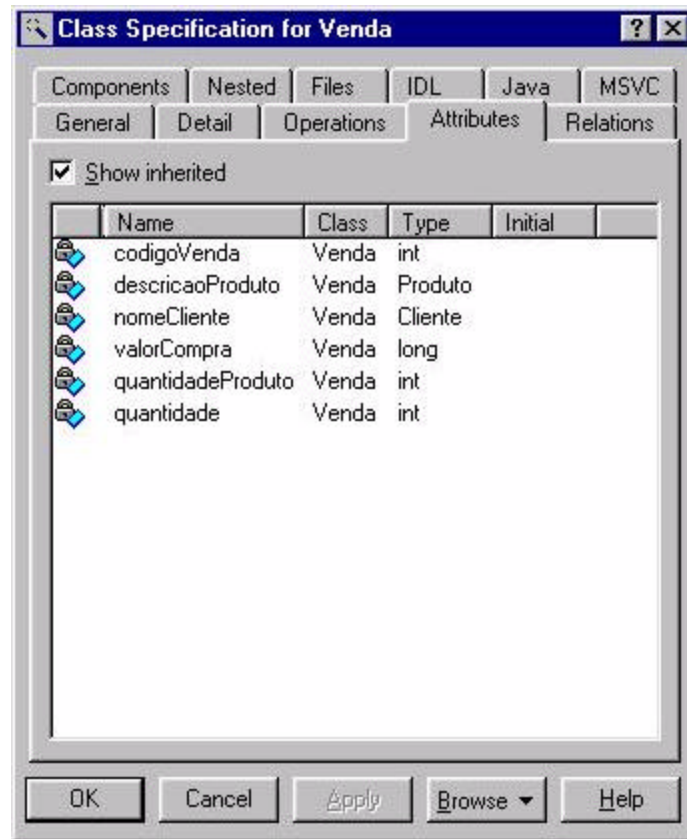 Class Specification for Venda
Components Nested Files IDL Java MSVC
General Detail Operations Attributes Relations
Show inherited
Name Class Type Initial
codigoVenda Venda int
descricaoProduto Venda Produto
nomeCliente Venda Cliente
valorCompra Venda long
quantidadeProduto Venda int
quantidade Venda int
OK Cancel Apply Browse Help